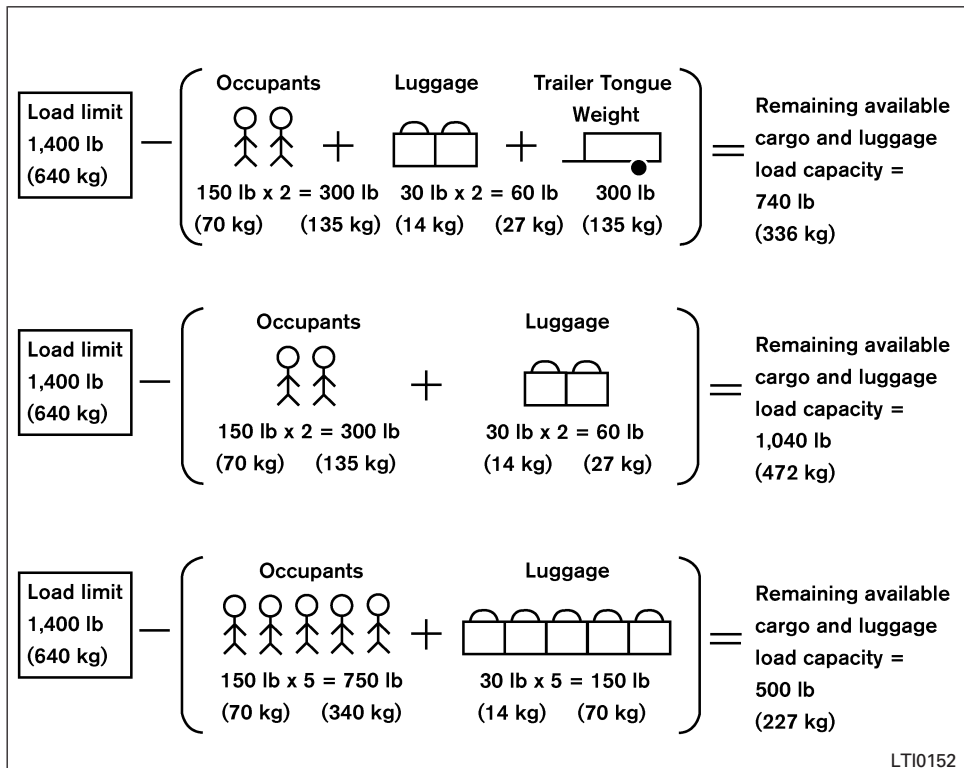 Load limit
1,400 lb
(640 kg)
Occupants
150 lb x 2 = 300 lb
(70 kg) (135 kg)
+
Luggage
30 lb x 2 = 60 lb
(14 kg) (27 kg)
+
Trailer Tongue
Weight
300 lb
(135 kg)
=
Remaining available
cargo and luggage
load capacity =
740 lb
(336 kg)
Load limit
1,400 lb
(640 kg)
Occupants
150 lb x 2 = 300 lb
(70 kg) (135 kg)
+
Luggage
30 lb x 2 = 60 lb
(14 kg) (27 kg)
=
Remaining available
cargo and luggage
load capacity =
1,040 lb
(472 kg)
Load limit
1,400 lb
(640 kg)
Occupants
150 lb x 5 = 750 lb
(70 kg) (340 kg)
+
Luggage
30 lb x 5 = 150 lb
(14 kg) (70 kg)
=
Remaining available
cargo and luggage
load capacity =
500 lb
(227 kg)
LTI0152